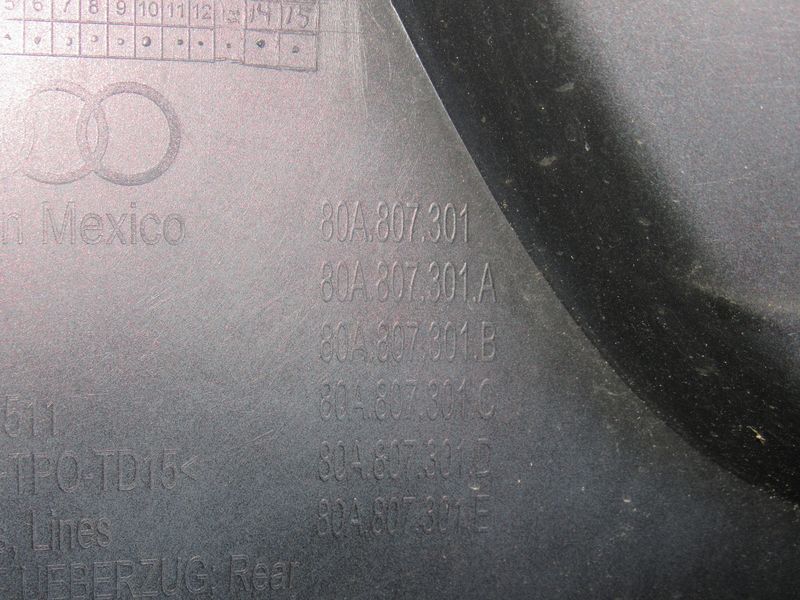 5 6 7 8 9 10 11 12 14 15
n Mexico
80A.807.301
80A.807.301.A
80A.807.301.B
80A.807.301.C
80A.807.301.D
80A.807.301.E
511
-TPO-TD15<
, Lines
UEBERZUG: Rear